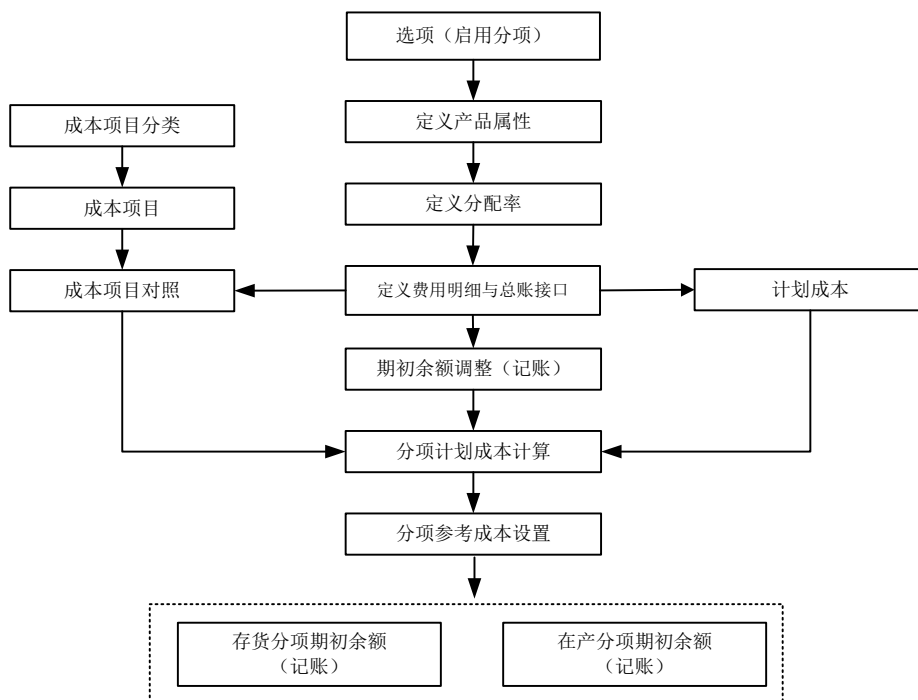 选项（启用分项）
定义产品属性
成本项目分类
成本项目
定义分配率
成本项目对照
定义费用明细与总账接口
计划成本
期初余额调整（记账）
分项计划成本计算
分项参考成本设置
存货分项期初余额
（记账）
在产分项期初余额
（记账）